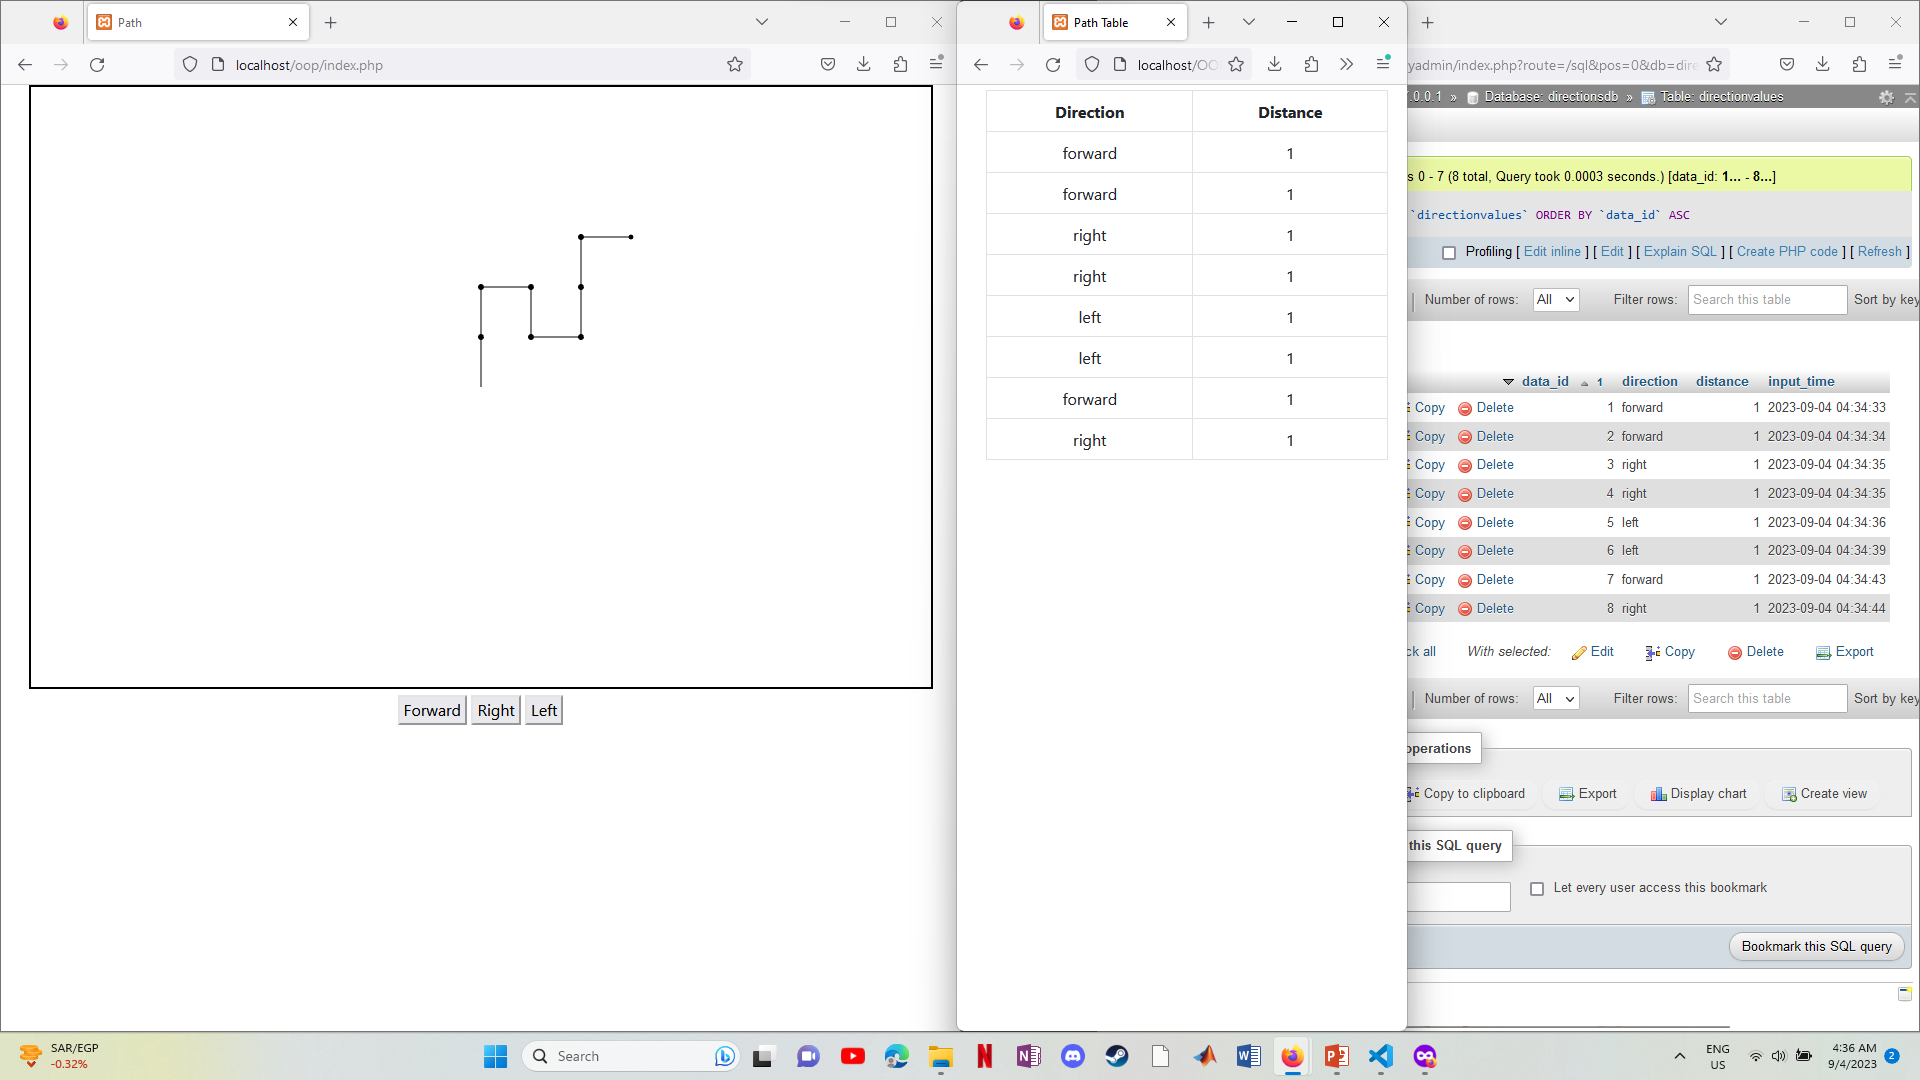 Path
localhost/oop/index.php
Forward Right Left
Path Table
localhost/OO
Direction Distance
forward 1
forward 1
right 1
right 1
left 1
left 1
forward 1
right 1
yadmin/index.php?route=/sql&pos=0&db=dire
.0.0.1 » Database: directionsdb » Table: directionvalues
s 0 - 7 (8 total, Query took 0.0003 seconds.) [data_id: 1... - 8...]
`directionvalues` ORDER BY `data_id` ASC
Profiling [ Edit inline ] [ Edit ] [ Explain SQL ] [ Create PHP code ] [ Refresh ]
Number of rows: All Filter rows: Search this table Sort by key
data_id 1 direction distance input_time
Copy Delete 1 forward 1 2023-09-04 04:34:33
Copy Delete 2 forward 1 2023-09-04 04:34:34
Copy Delete 3 right 1 2023-09-04 04:34:35
Copy Delete 4 right 1 2023-09-04 04:34:35
Copy Delete 5 left 1 2023-09-04 04:34:36
Copy Delete 6 left 1 2023-09-04 04:34:39
Copy Delete 7 forward 1 2023-09-04 04:34:43
Copy Delete 8 right 1 2023-09-04 04:34:44
ck all With selected: Edit Copy Delete Export
Number of rows: All Filter rows: Search this table Sort by key
operations
Copy to clipboard Export Display chart Create view
this SQL query
Let every user access this bookmark
Bookmark this SQL query
SAR/EGP
-0.32%
Search
ENG
US
4:36 AM
9/4/2023
2